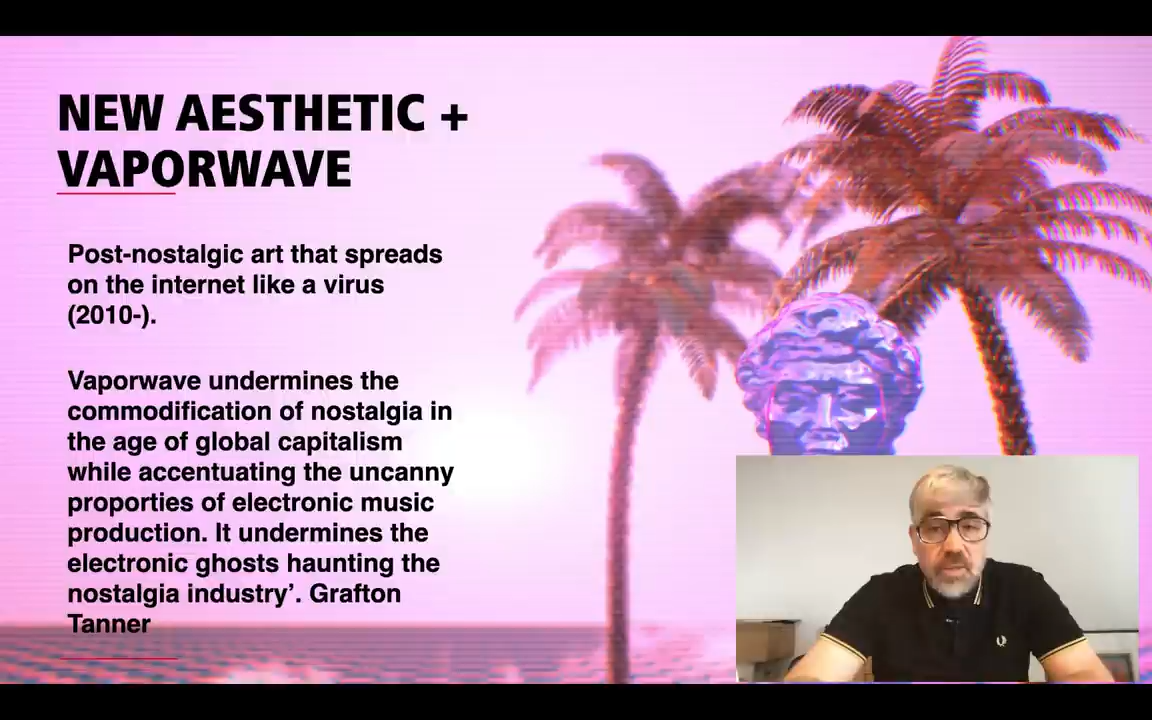 NEW AESTHETIC +
VAPORWAVE
Post-nostalgic art that spreads
on the internet like a virus
(2010-).
Vaporwave undermines the
commodification of nostalgia in
the age of global capitalism
while accentuating the uncanny
proporties of electronic music
production. It undermines the
electronic ghosts haunting the
nostalgia industry’. Grafton
Tanner